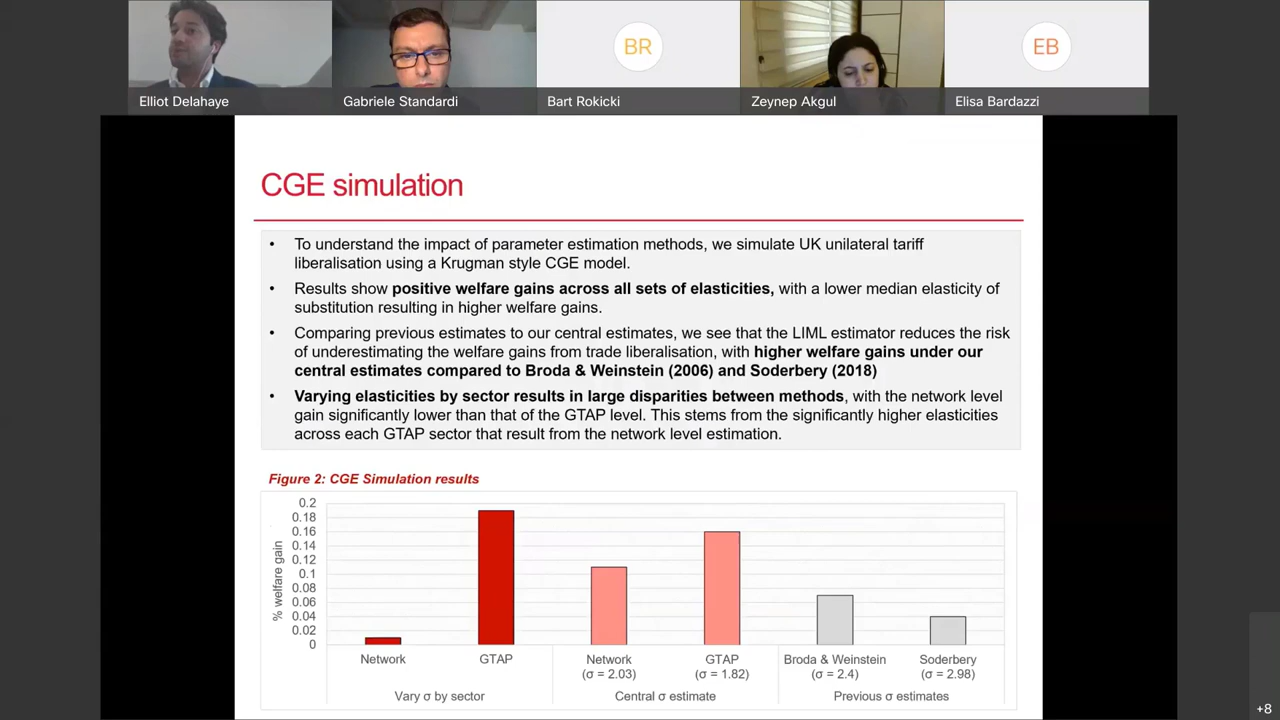 BR
EB
Elliot Delahaye
Gabriele Standardi
Bart Rokicki
Zeynep Akgul
Elisa Bardazzi
CGE simulation
• To understand the impact of parameter estimation methods, we simulate UK unilateral tariff
liberalisation using a Krugman style CGE model.
• Results show positive welfare gains across all sets of elasticities, with a lower median elasticity of
substitution resulting in higher welfare gains.
• Comparing previous estimates to our central estimates, we see that the LIML estimator reduces the risk
of underestimating the welfare gains from trade liberalisation, with higher welfare gains under our
central estimates compared to Broda & Weinstein (2006) and Soderbery (2018)
• Varying elasticities by sector results in large disparities between methods, with the network level
gain significantly lower than that of the GTAP level. This stems from the significantly higher elasticities
across each GTAP sector that result from the network level estimation.
Figure 2: CGE Simulation results
% welfare gain
0.2
0.18
0.16
0.14
0.12
0.1
0.08
0.06
0.04
0.02
0
Network
GTAP
Network
(σ = 2.03)
GTAP
(σ = 1.82)
Broda & Weinstein
(σ = 2.4)
Soderbery
(σ = 2.98)
Vary σ by sector
Central σ estimate
Previous σ estimates
+8